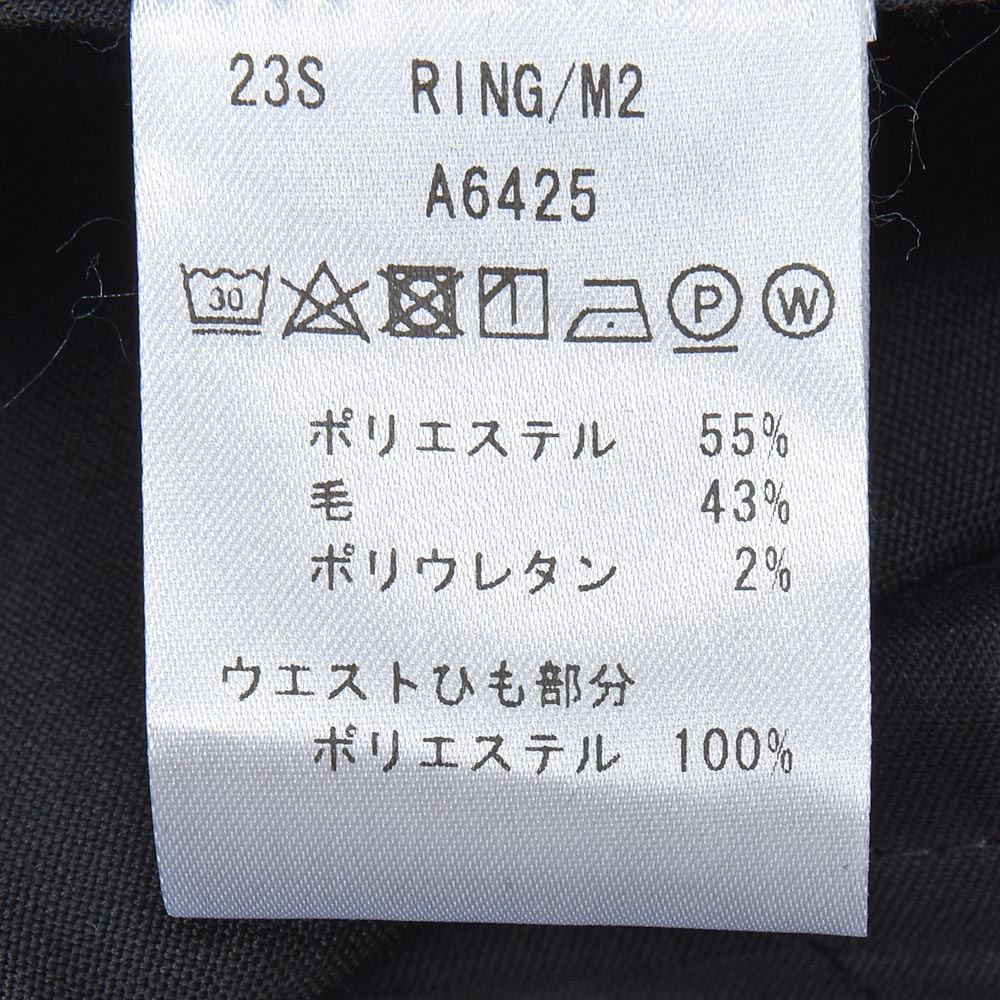 23S RING/M2
A6425
30 P W
ポリエステル 55%
毛 43%
ポリウレタン 2%
ウエストひも部分
ポリエステル 100%